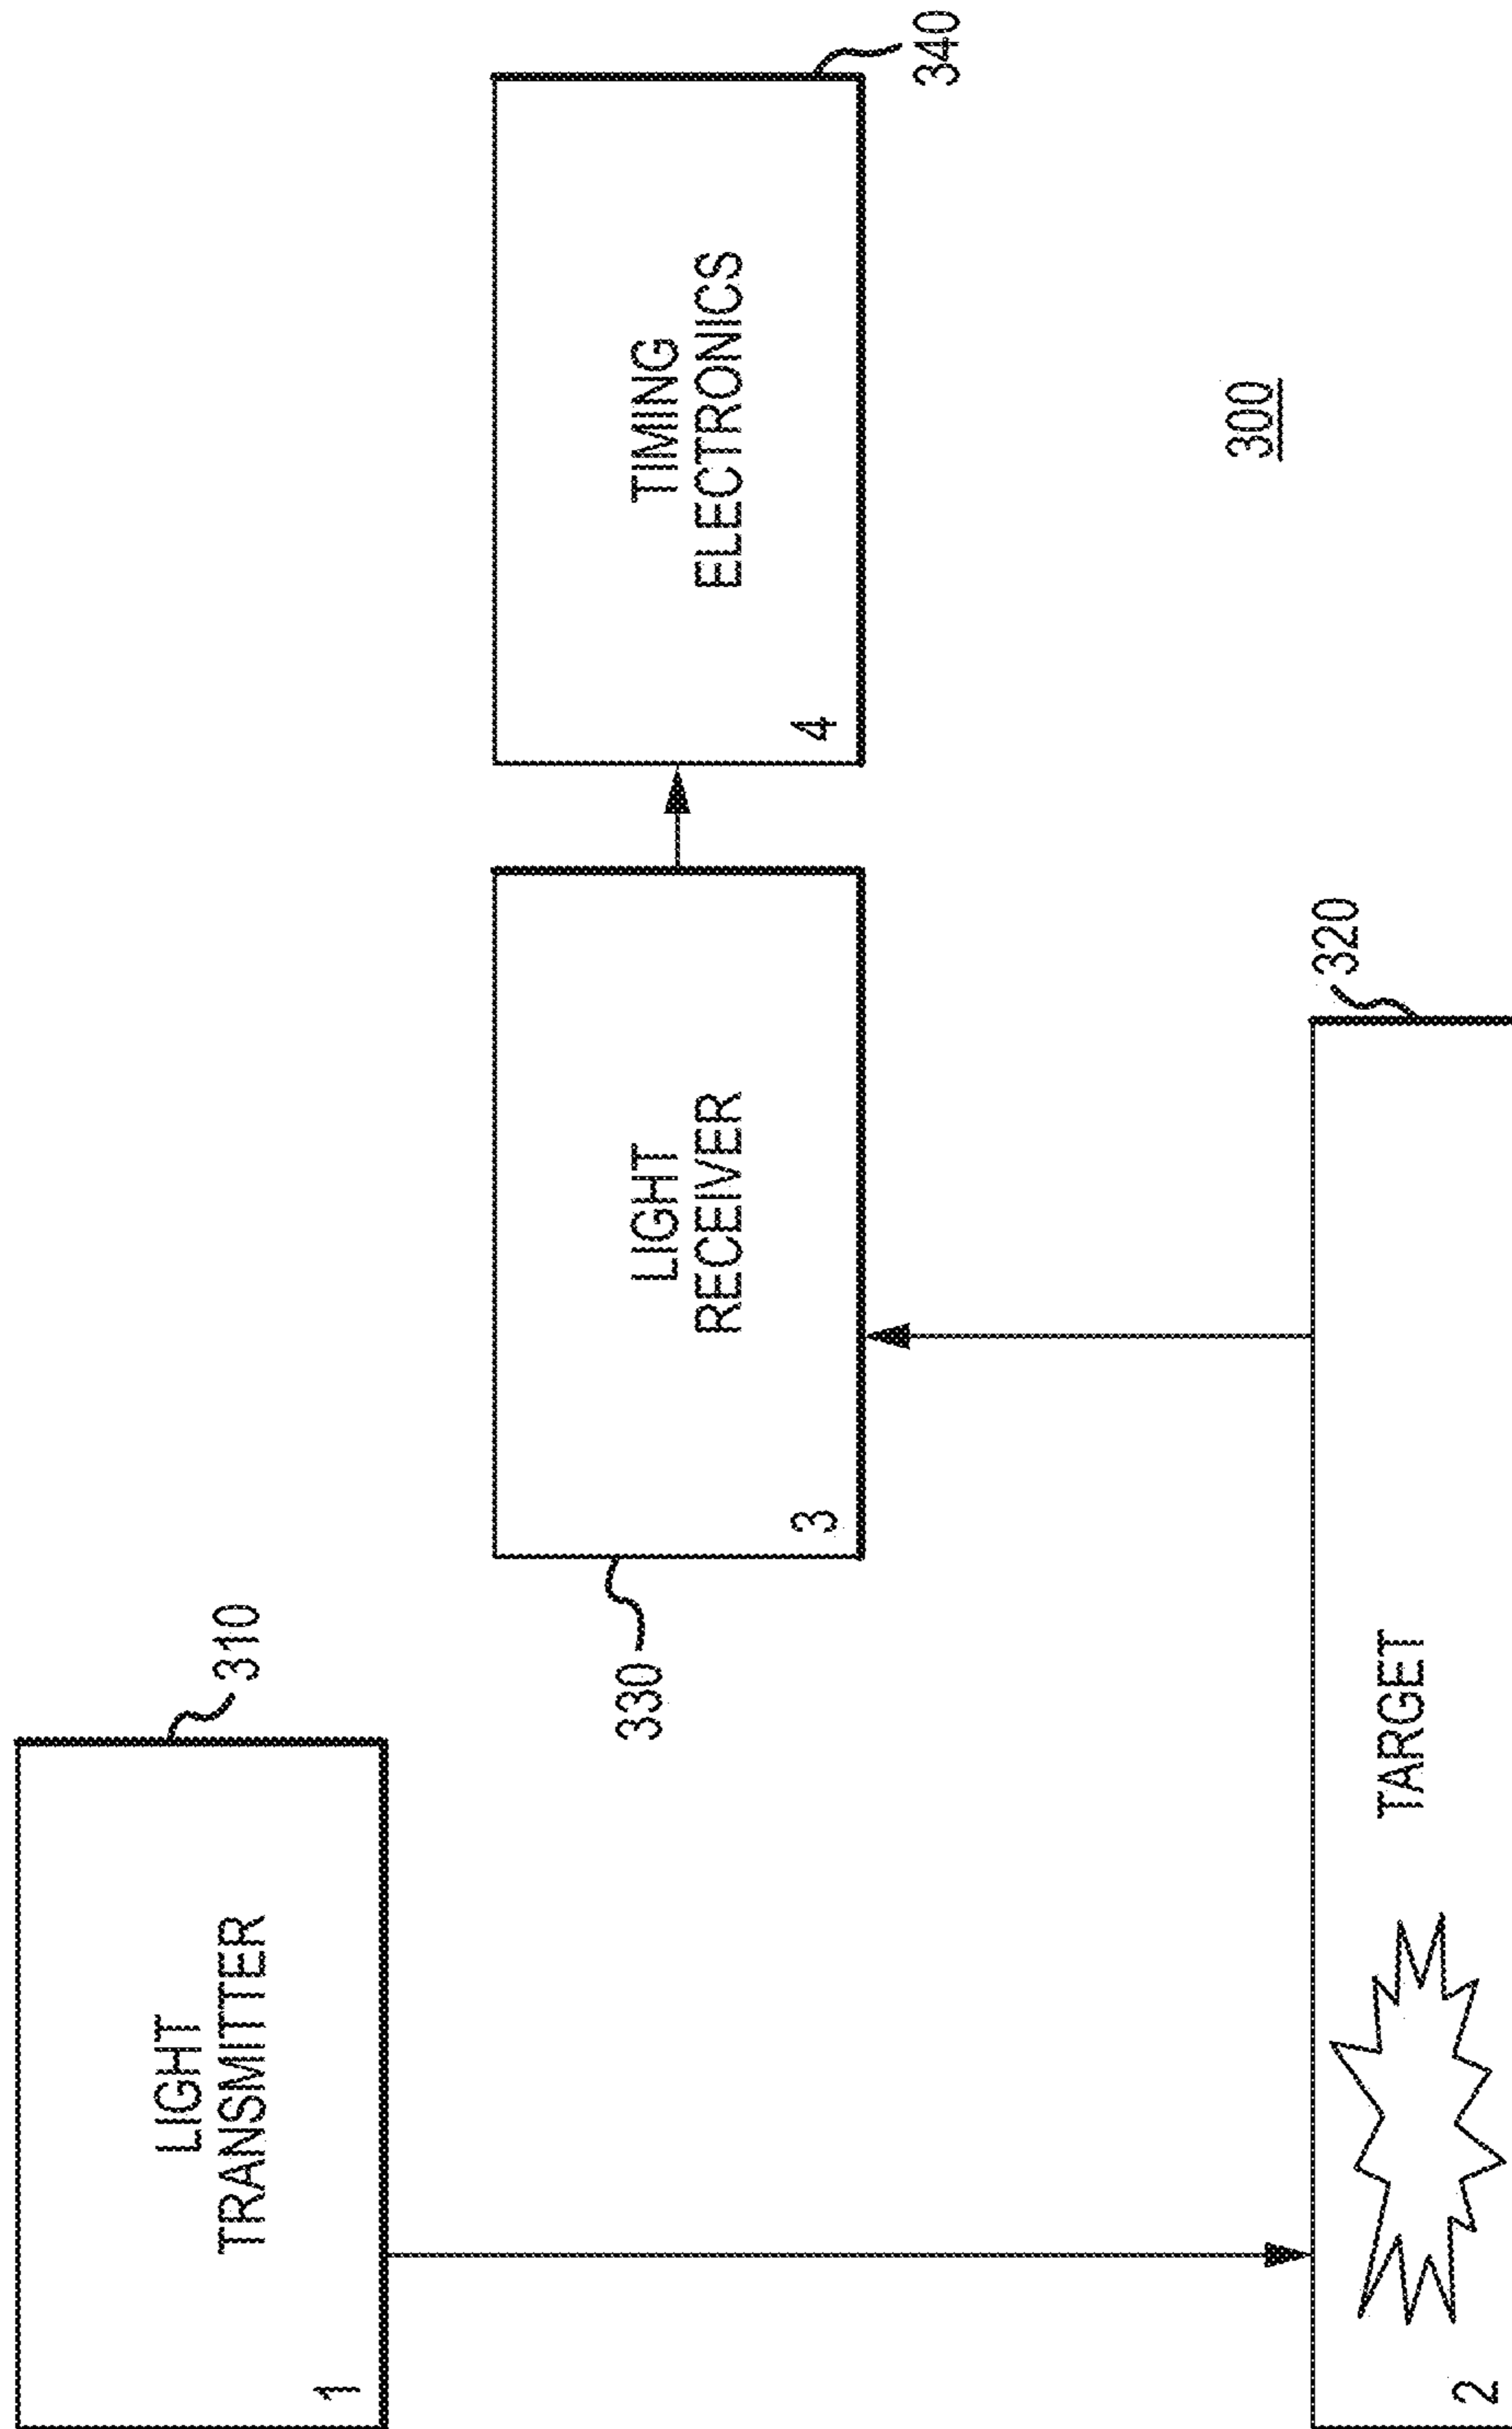 LIGHT
TRANSMITTER
1
310
330
LIGHT
RECEIVER
3
TIMING
ELECTRONICS
4
340
300
TARGET
2
320